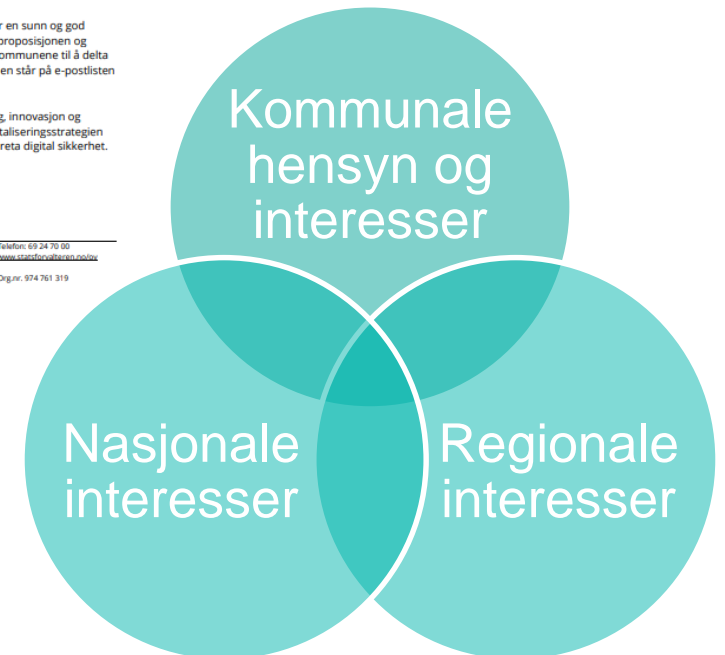 r en sunn og god
proposisjonen og
ommunene til å delta
en står på e-postlisten
g, innovasjon og
taliseringsstrategien
reta digital sikkerhet.
Telefon: 69 24 70 00
www.statsforvalteren.no/ov
Org.nr. 974 761 319
Kommunale
hensyn og
interesser
Nasjonale
interesser
Regionale
interesser